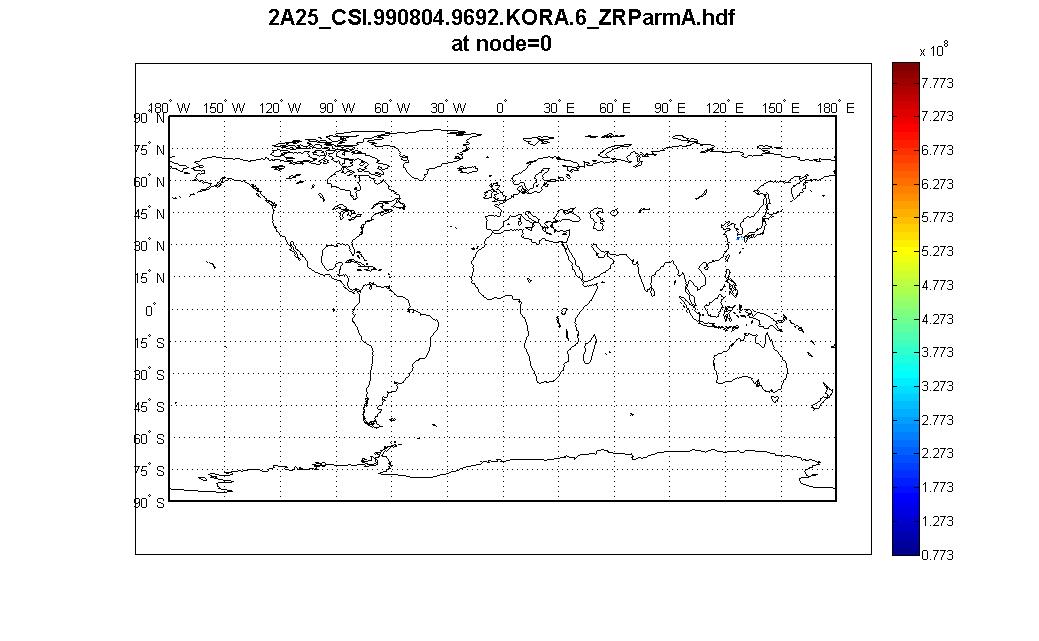 2A25_CSI.990804.9692.KORA.6_ZRParmA.hdf
at node=0
x 10^8
180° W 150° W 120° W 90° W 60° W 30° W 0° 30° E 60° E 90° E 120° E 150° E 180° E
90° N
75° N
60° N
45° N
30° N
15° N
0°
15° S
30° S
45° S
60° S
75° S
90° S
7.773
7.273
6.773
6.273
5.773
5.273
4.773
4.273
3.773
3.273
2.773
2.273
1.773
1.273
0.773